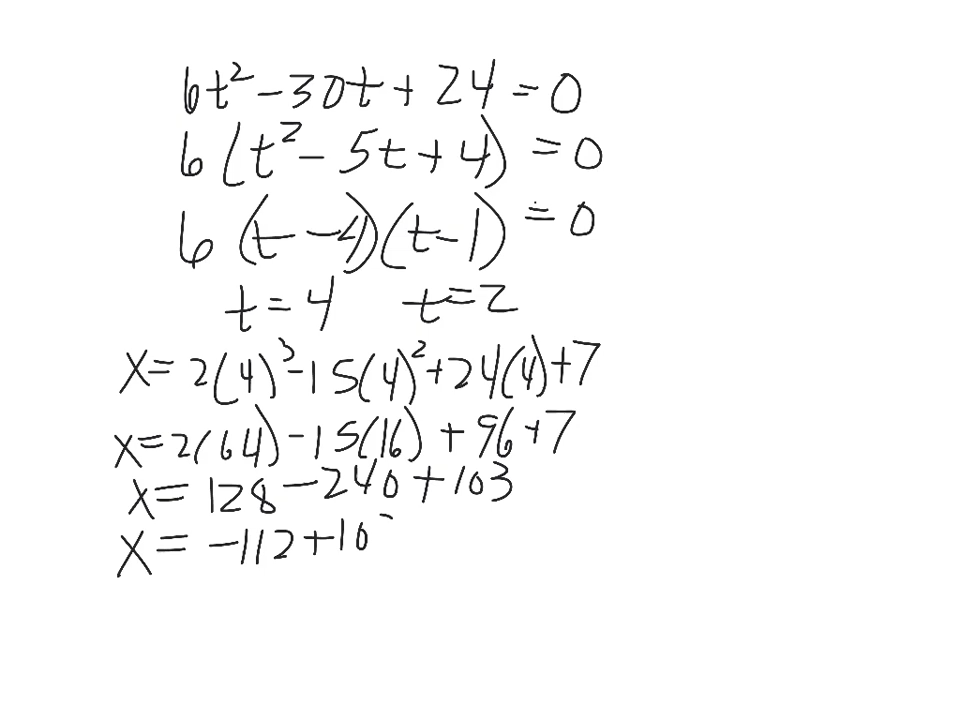 6t² - 30t + 24 = 0
6(t² - 5t + 4) = 0
6(t - 4)(t - 1) = 0
t = 4 t = 2
x = 2(4)³ - 15(4)² + 24(4) + 7
x = 2(64) - 15(16) + 96 + 7
x = 128 - 240 + 103
x = -112 + 10